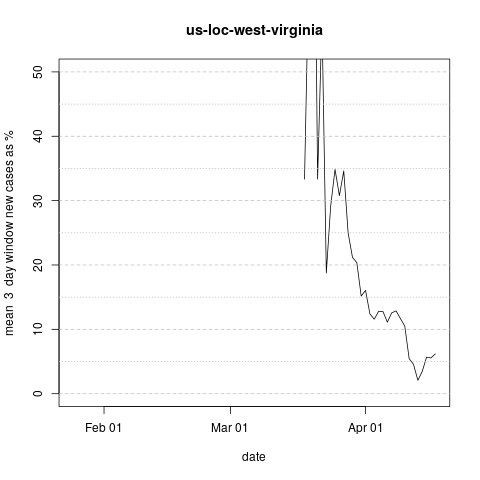 us-loc-west-virginia
50
40
30
20
10
0
mean 3 day window new cases as %
Feb 01
Mar 01
Apr 01
date